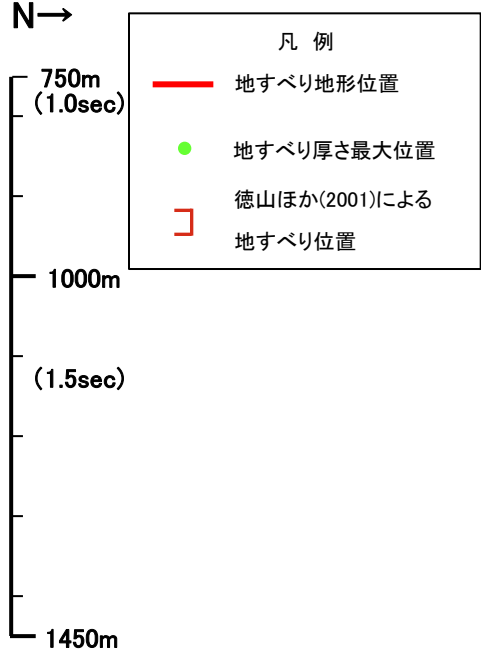 N→
凡 例
地すべり地形位置
地すべり厚さ最大位置
徳山ほか(2001)による
地すべり位置
750m
(1.0sec)
1000m
(1.5sec)
1450m